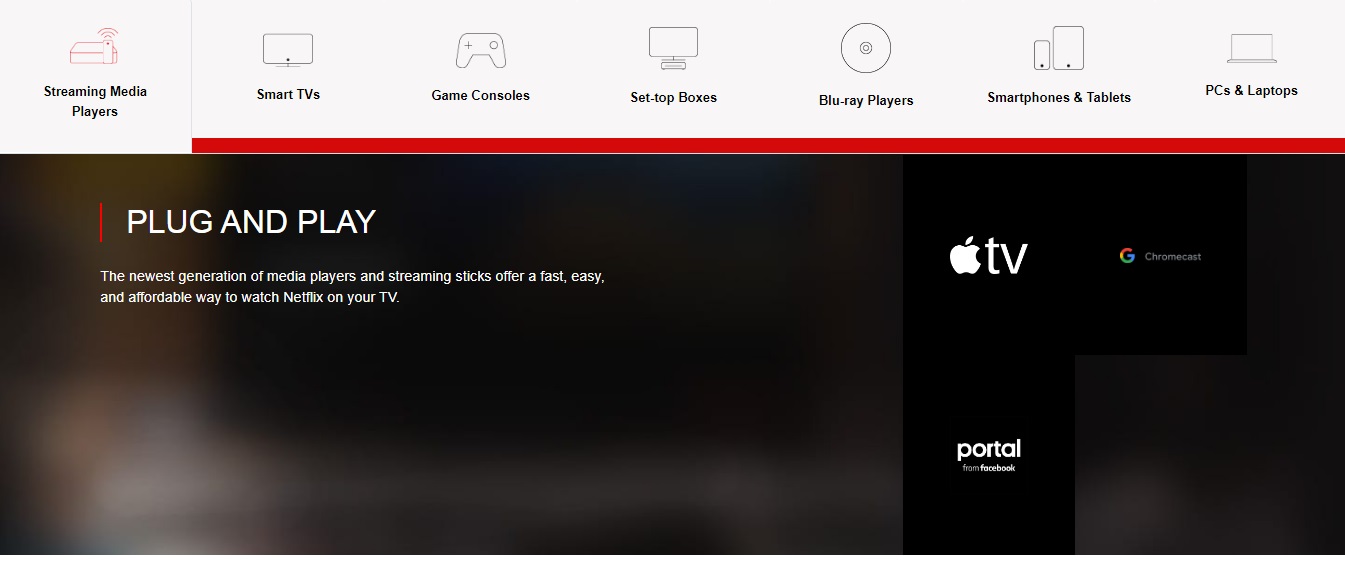 Streaming Media
Players
Smart TVs
Game Consoles
Set-top Boxes
Blu-ray Players
Smartphones & Tablets
PCs & Laptops
PLUG AND PLAY
The newest generation of media players and streaming sticks offer a fast, easy,
and affordable way to watch Netflix on your TV.
tv
Chromecast
portal
from facebook